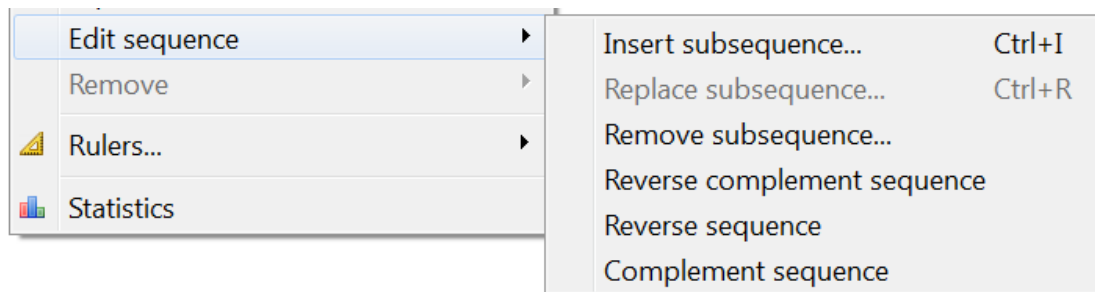 Edit sequence
Remove
Rulers...
Statistics
Insert subsequence... Ctrl+I
Replace subsequence... Ctrl+R
Remove subsequence...
Reverse complement sequence
Reverse sequence
Complement sequence